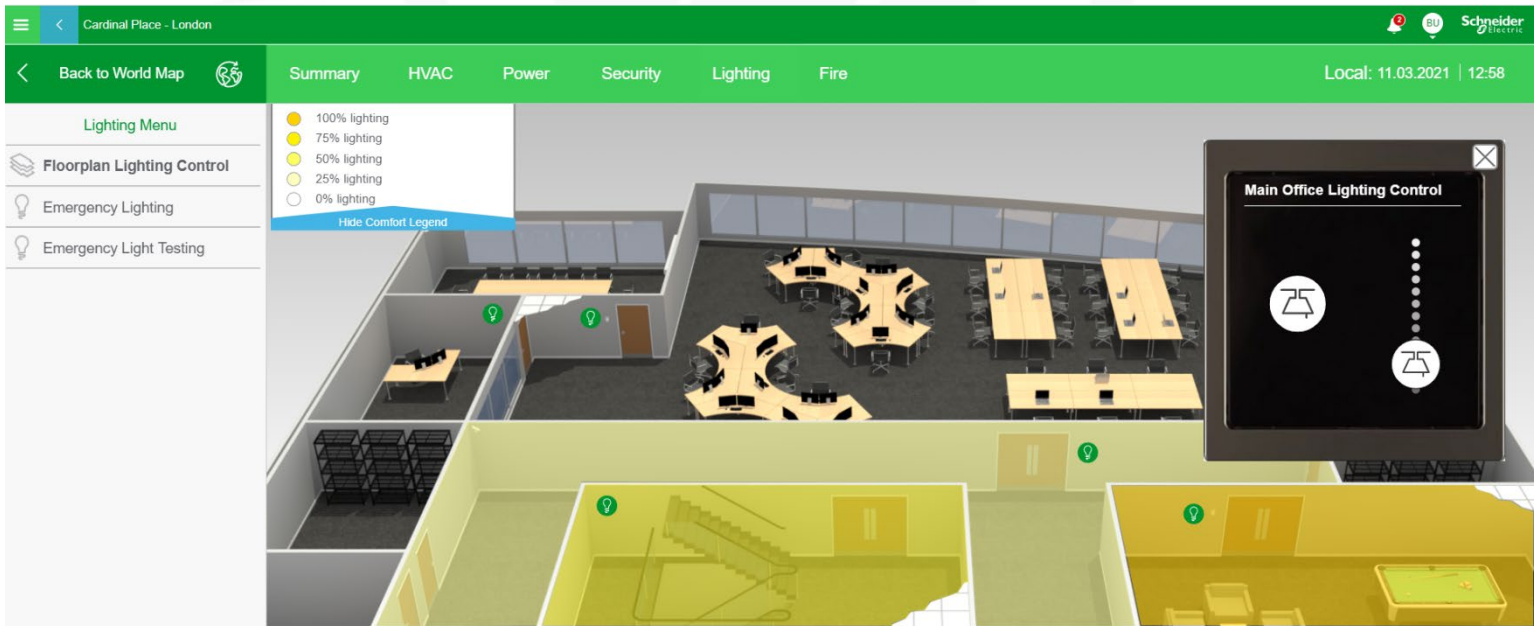 Cardinal Place - London
2
BU
Schneider
Electric
Back to World Map
Summary
HVAC
Power
Security
Lighting
Fire
Local: 11.03.2021 | 12:58
Lighting Menu
Floorplan Lighting Control
Emergency Lighting
Emergency Light Testing
100% lighting
75% lighting
50% lighting
25% lighting
0% lighting
Hide Comfort Legend
Main Office Lighting Control